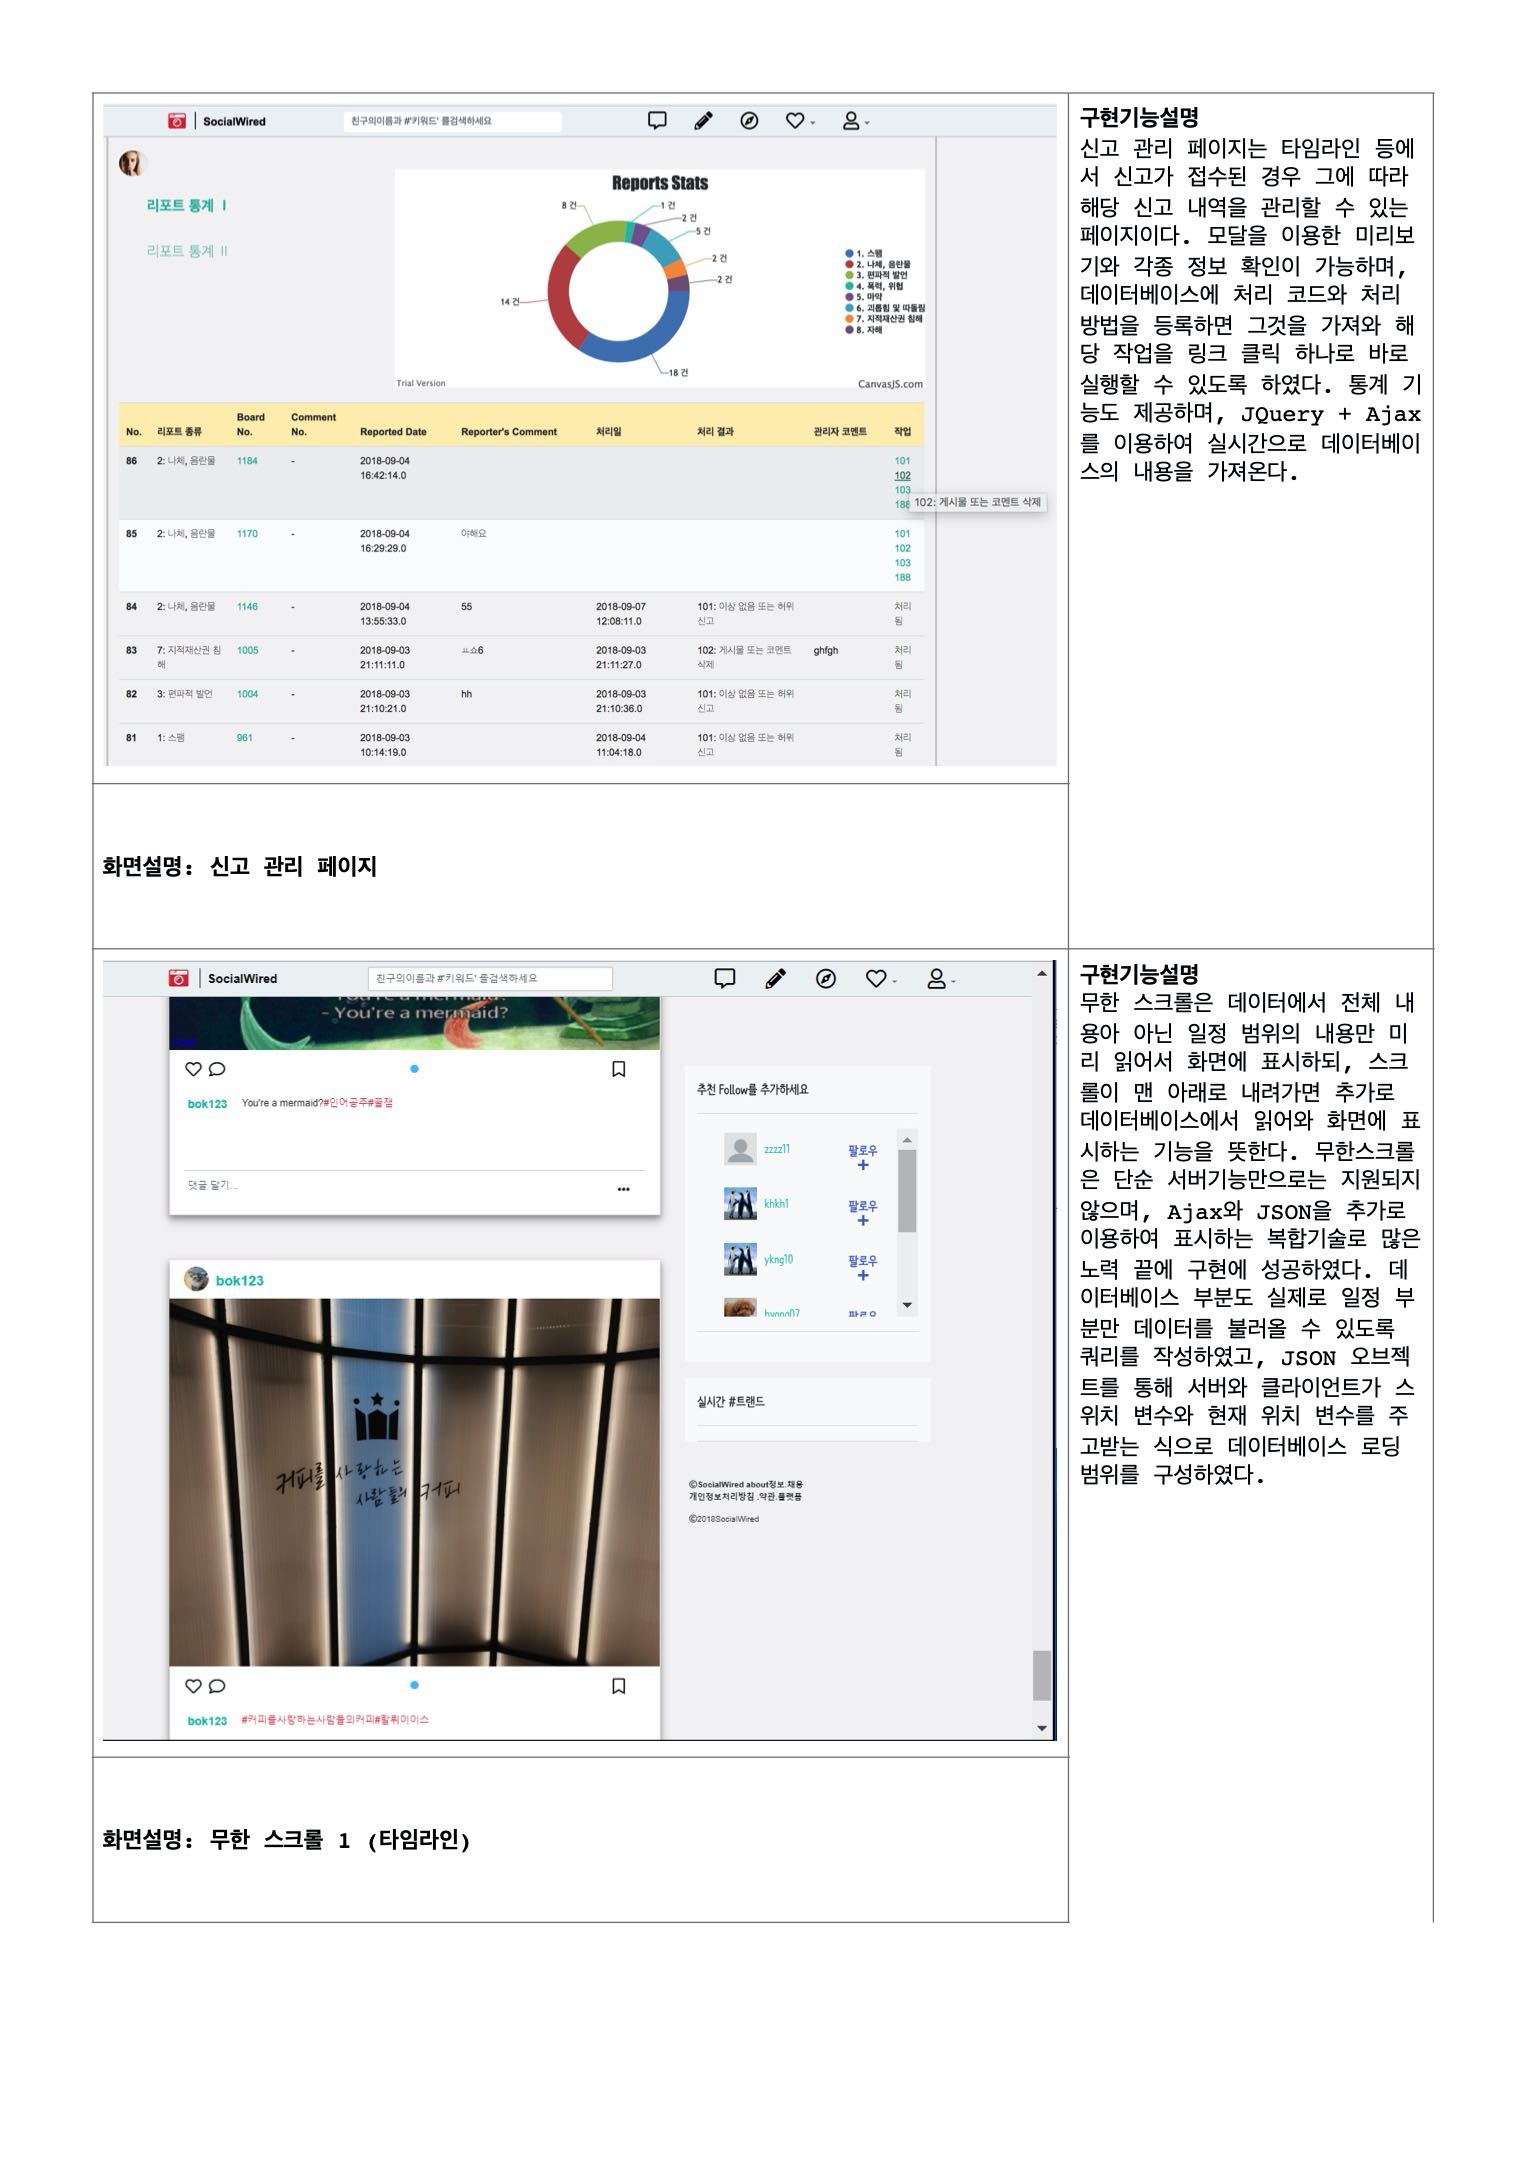 SocialWired
친구의이름과 #'키워드' 를검색하세요
리포트 통계 I
리포트 통계 II
Reports Stats
8 건
1 건
2 건
5 건
2 건
2 건
14 건
18 건
1. 스팸
2. 나체, 음란물
3. 편파적 발언
4. 폭력, 위협
5. 마약
6. 괴롭힘 및 따돌림
7. 지적재산권 침해
8. 자해
Trial Version
CanvasJS.com
No. 리포트 종류 Board No. Comment No. Reported Date Reporter's Comment 처리일 처리 결과 관리자 코멘트 작업
86 2: 나체, 음란물 1184 - 2018-09-04 101
16:42:14.0 102
103
188
102: 게시물 또는 코멘트 삭제
85 2: 나체, 음란물 1170 - 2018-09-04 야해요 101
16:29:29.0 102
103
188
84 2: 나체, 음란물 1146 - 2018-09-04 55 2018-09-07 101: 이상 없음 또는 허위 처리
13:55:33.0 12:08:11.0 신고 됨
83 7: 지적재산권 침 1005 - 2018-09-03 ㅛ쇼6 2018-09-03 102: 게시물 또는 코멘트 ghfgh 처리
해 21:11:11.0 21:11:27.0 삭제 됨
82 3: 편파적 발언 1004 - 2018-09-03 hh 2018-09-03 101: 이상 없음 또는 허위 처리
21:10:21.0 21:10:36.0 신고 됨
81 1: 스팸 961 - 2018-09-03 2018-09-04 101: 이상 없음 또는 허위 처리
10:14:19.0 11:04:18.0 신고 됨
화면설명: 신고 관리 페이지
구현기능설명
신고 관리 페이지는 타임라인 등에
서 신고가 접수된 경우 그에 따라
해당 신고 내역을 관리할 수 있는
페이지이다. 모달을 이용한 미리보
기와 각종 정보 확인이 가능하며,
데이터베이스에 처리 코드와 처리
방법을 등록하면 그것을 가져와 해
당 작업을 링크 클릭 하나로 바로
실행할 수 있도록 하였다. 통계 기
능도 제공하며, JQuery + Ajax
를 이용하여 실시간으로 데이터베이
스의 내용을 가져온다.
SocialWired
친구의이름과 #'키워드' 를검색하세요
You're a mermaid?
- You're a mermaid?
bok123 You're a mermaid?#인어공주#꿀잼
댓글 달기...
bok123
커피를 사랑하는
사람들의 커피
bok123 #커피를사랑하는사람들의커피#탈퀴이이스
추천 Follow를 추가하세요
zzzz11 팔로우
+
khkh1 팔로우
+
ykng10 팔로우
+
hyong07 팔로우
실시간 #트랜드
©SocialWired about정보.채용
개인정보처리방침 .약관.플랫폼
©2018SocialWired
화면설명: 무한 스크롤 1 (타임라인)
구현기능설명
무한 스크롤은 데이터에서 전체 내
용아 아닌 일정 범위의 내용만 미
리 읽어서 화면에 표시하되, 스크
롤이 맨 아래로 내려가면 추가로
데이터베이스에서 읽어와 화면에 표
시하는 기능을 뜻한다. 무한스크롤
은 단순 서버기능만으로는 지원되지
않으며, Ajax와 JSON을 추가로
이용하여 표시하는 복합기술로 많은
노력 끝에 구현에 성공하였다. 데
이터베이스 부분도 실제로 일정 부
분만 데이터를 불러올 수 있도록
쿼리를 작성하였고, JSON 오브젝
트를 통해 서버와 클라이언트가 스
위치 변수와 현재 위치 변수를 주
고받는 식으로 데이터베이스 로딩
범위를 구성하였다.